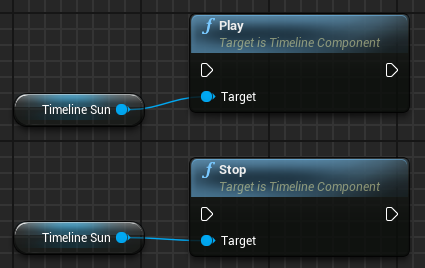 f Play
Target is Timeline Component
Timeline Sun
Target
f Stop
Target is Timeline Component
Timeline Sun
Target